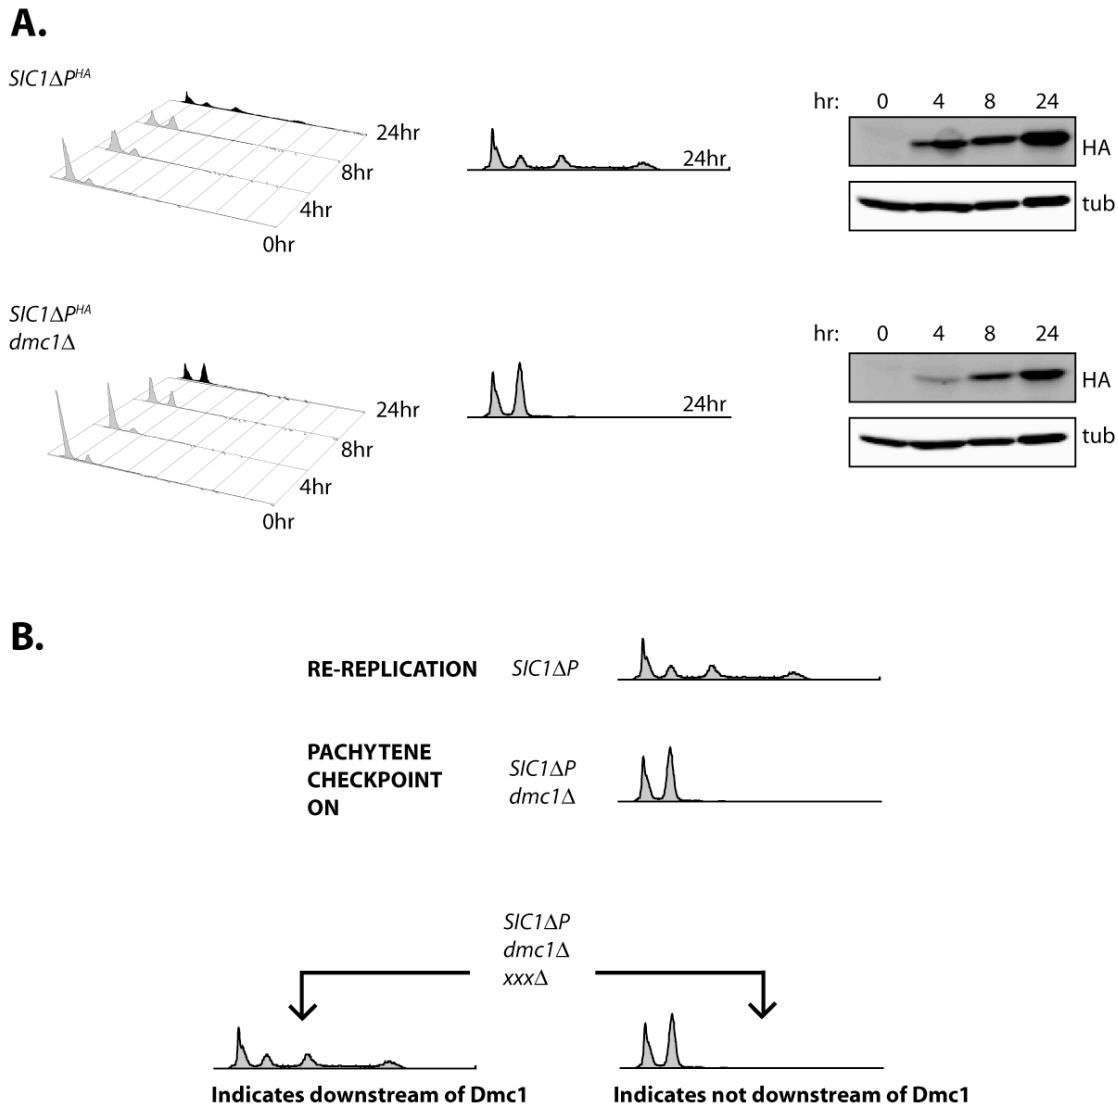 A.
SIC1ΔP^HA
24hr
8hr
4hr
0hr
24hr
hr: 0 4 8 24
HA
tub
SIC1ΔP^HA
dmc1Δ
24hr
8hr
4hr
0hr
24hr
hr: 0 4 8 24
HA
tub
B.
RE-REPLICATION SIC1ΔP
PACHYTENE
CHECKPOINT
ON
SIC1ΔP
dmc1Δ
SIC1ΔP
dmc1Δ
xxxΔ
Indicates downstream of Dmc1
Indicates not downstream of Dmc1